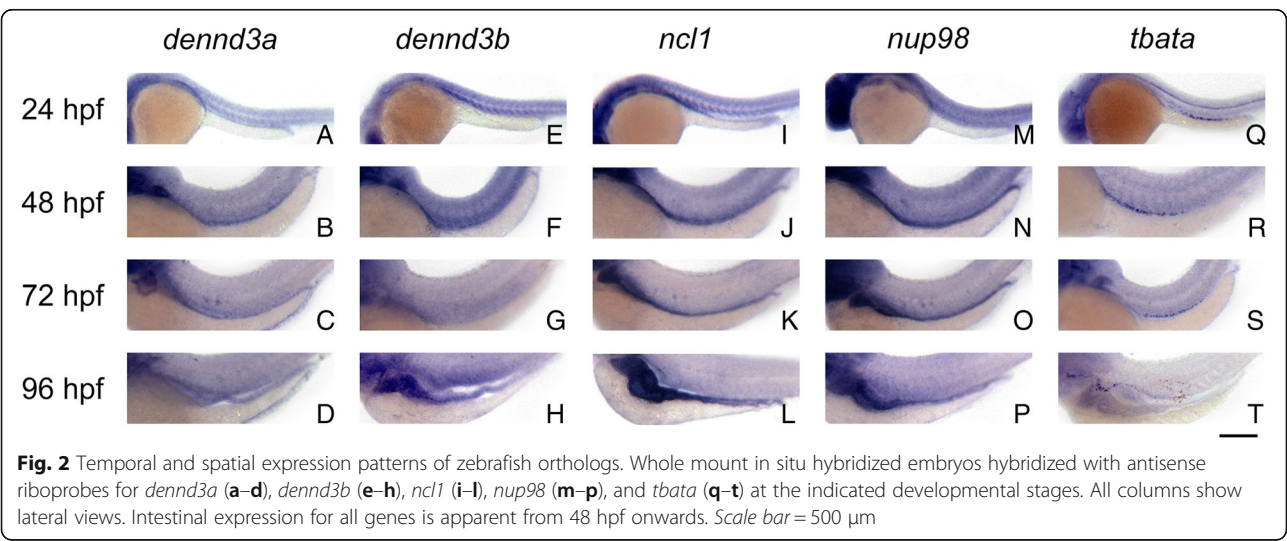 dennd3a dennd3b ncl1 nup98 tbata
24 hpf A E I M Q
48 hpf B F J N R
72 hpf C G K O S
96 hpf D H L P T
Fig. 2 Temporal and spatial expression patterns of zebrafish orthologs. Whole mount in situ hybridized embryos hybridized with antisense
riboprobes for dennd3a (a–d), dennd3b (e–h), ncl1 (i–l), nup98 (m–p), and tbata (q–t) at the indicated developmental stages. All columns show
lateral views. Intestinal expression for all genes is apparent from 48 hpf onwards. Scale bar = 500 μm